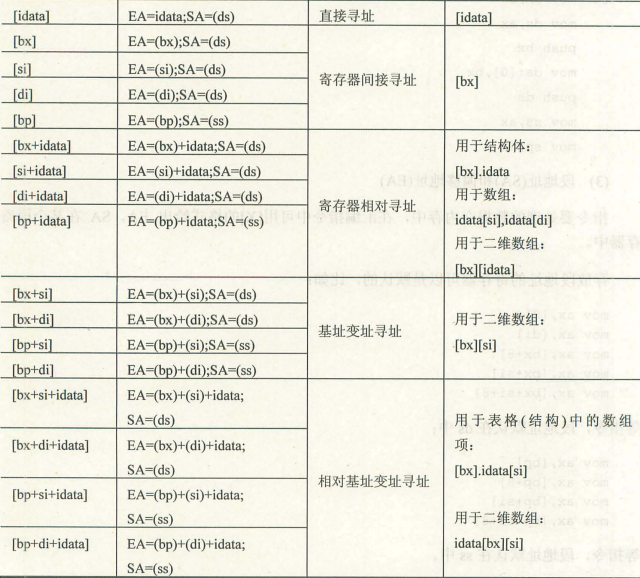 [idata] EA=idata;SA=(ds) 直接寻址 [idata]
[bx] EA=(bx);SA=(ds)
[si] EA=(si);SA=(ds)
[di] EA=(di);SA=(ds)
[bp] EA=(bp);SA=(ss)
寄存器间接寻址
[bx]
[bx+idata] EA=(bx)+idata;SA=(ds)
[si+idata] EA=(si)+idata;SA=(ds)
[di+idata] EA=(di)+idata;SA=(ds)
[bp+idata] EA=(bp)+idata;SA=(ss)
寄存器相对寻址
用于结构体：
[bx].idata
用于数组：
idata[si],idata[di]
用于二维数组：
[bx][idata]
[bx+si] EA=(bx)+(si);SA=(ds)
[bx+di] EA=(bx)+(di);SA=(ds)
[bp+si] EA=(bp)+(si);SA=(ss)
[bp+di] EA=(bp)+(di);SA=(ss)
基址变址寻址
用于二维数组：
[bx][si]
[bx+si+idata] EA=(bx)+(si)+idata;
SA=(ds)
[bx+di+idata] EA=(bx)+(di)+idata;
SA=(ds)
[bp+si+idata] EA=(bp)+(si)+idata;
SA=(ss)
[bp+di+idata] EA=(bp)+(di)+idata;
SA=(ss)
相对基址变址寻址
用于表格(结构)中的数组
项：
[bx].idata[si]
用于二维数组：
idata[bx][si]